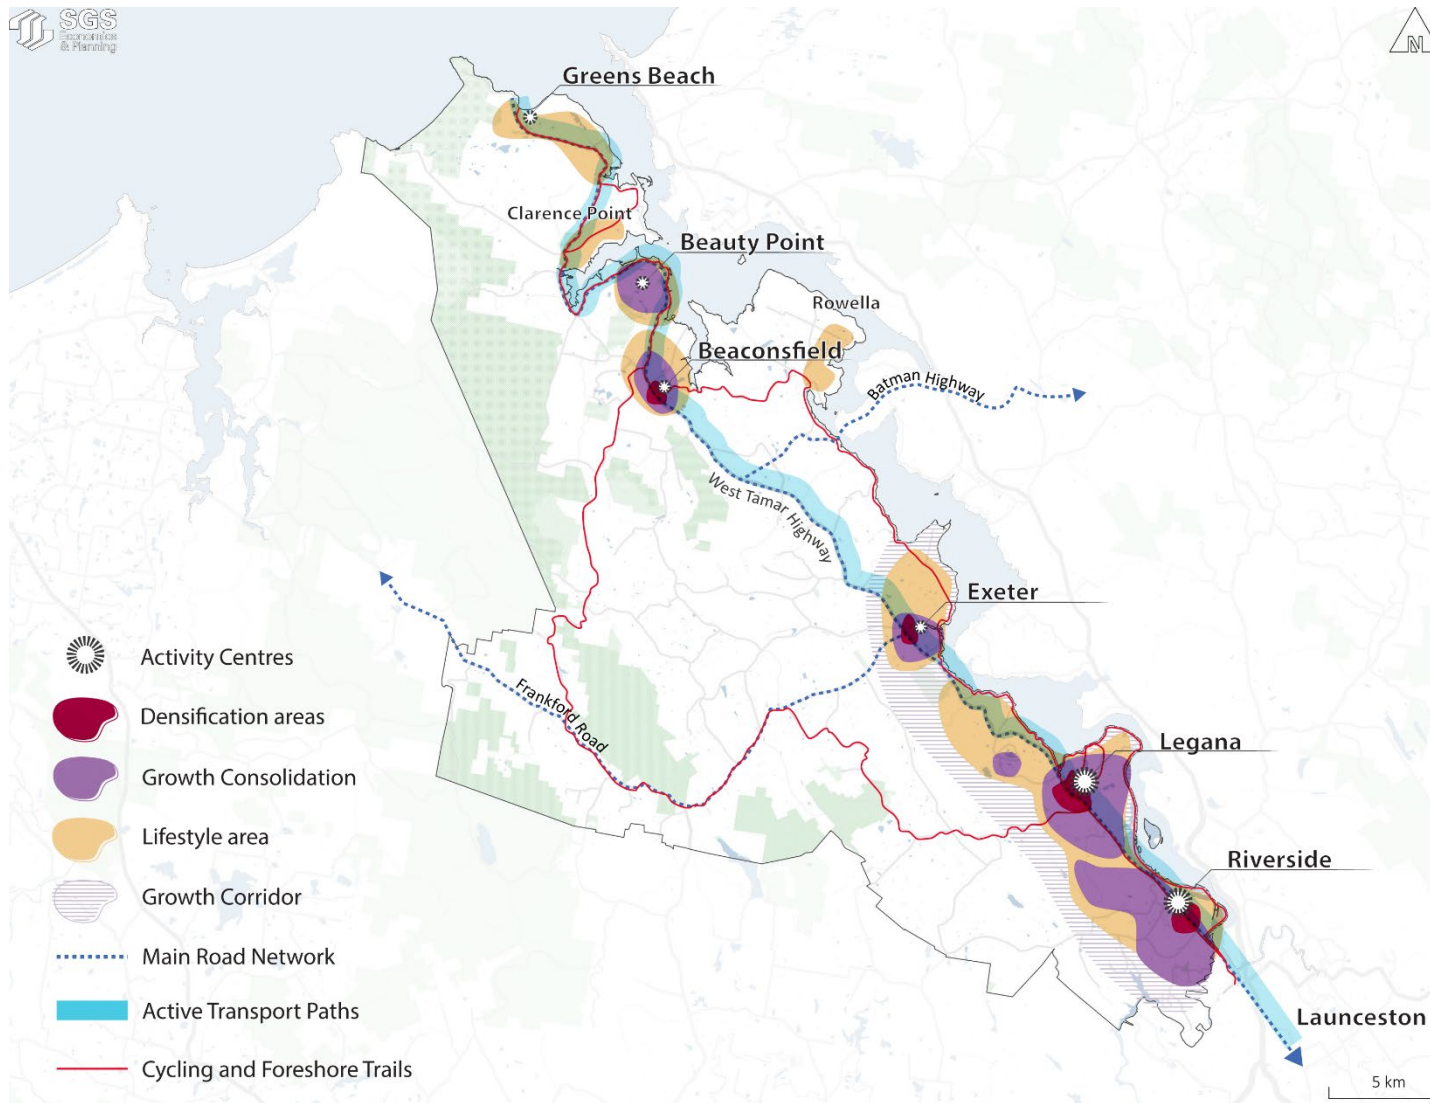 SGS
Economics
& Planning
N
Greens Beach
Clarence Point
Beauty Point
Rowella
Beaconsfield
Batman Highway
West Tamar Highway
Exeter
Frankford Road
Legana
Riverside
Launceston
Activity Centres
Densification areas
Growth Consolidation
Lifestyle area
Growth Corridor
Main Road Network
Active Transport Paths
Cycling and Foreshore Trails
5 km